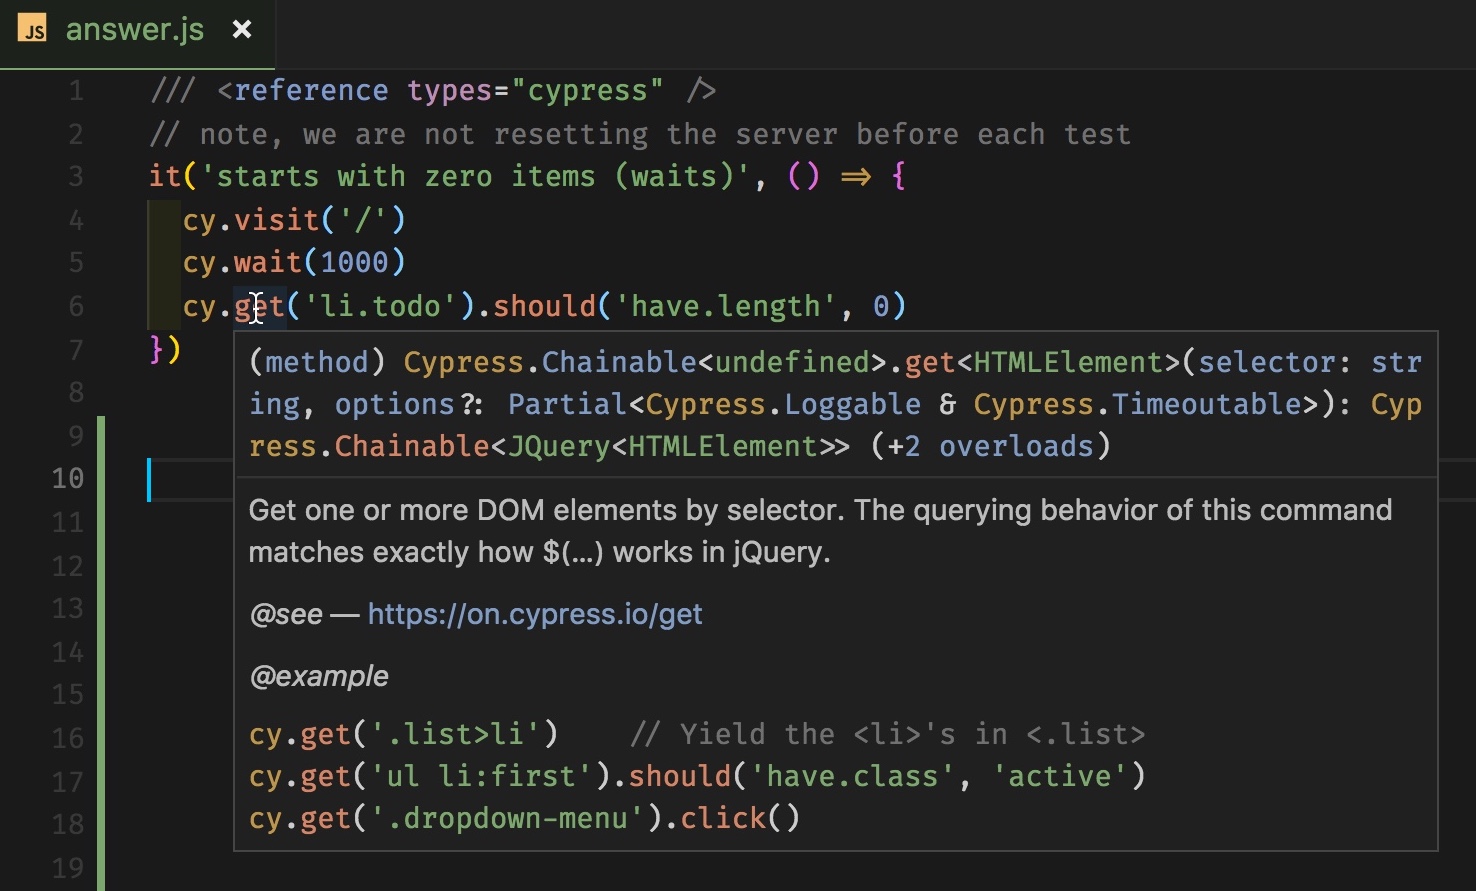 JS answer.js ×
1 /// <reference types="cypress" />
2 // note, we are not resetting the server before each test
3 it('starts with zero items (waits)', () => {
4 cy.visit('/')
5 cy.wait(1000)
6 cy.get('li.todo').should('have.length', 0)
7 })
8
9
10
11
12
13
14
15
16
17
18
19
(method) Cypress.Chainable<undefined>.get<HTMLElement>(selector: str
ing, options?: Partial<Cypress.Loggable & Cypress.Timeoutable>): Cyp
ress.Chainable<JQuery<HTMLElement>> (+2 overloads)
Get one or more DOM elements by selector. The querying behavior of this command
matches exactly how $(…) works in jQuery.
@see — https://on.cypress.io/get
@example
cy.get('.list>li') // Yield the <li>'s in <.list>
cy.get('ul li:first').should('have.class', 'active')
cy.get('.dropdown-menu').click()